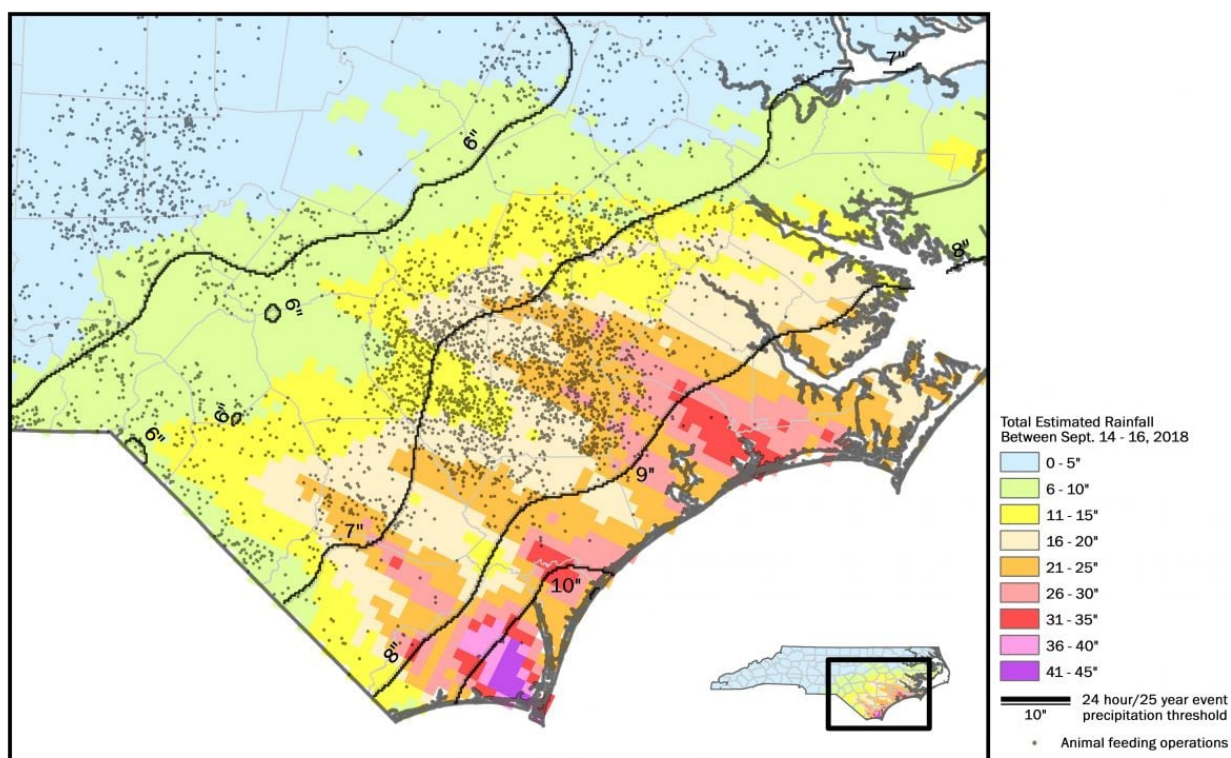 7"
6"
8"
6"
6"
6"
9"
7"
10"
8"
Total Estimated Rainfall
Between Sept. 14 - 16, 2018
0 - 5"
6 - 10"
11 - 15"
16 - 20"
21 - 25"
26 - 30"
31 - 35"
36 - 40"
41 - 45"
24 hour/25 year event
10" precipitation threshold
Animal feeding operations